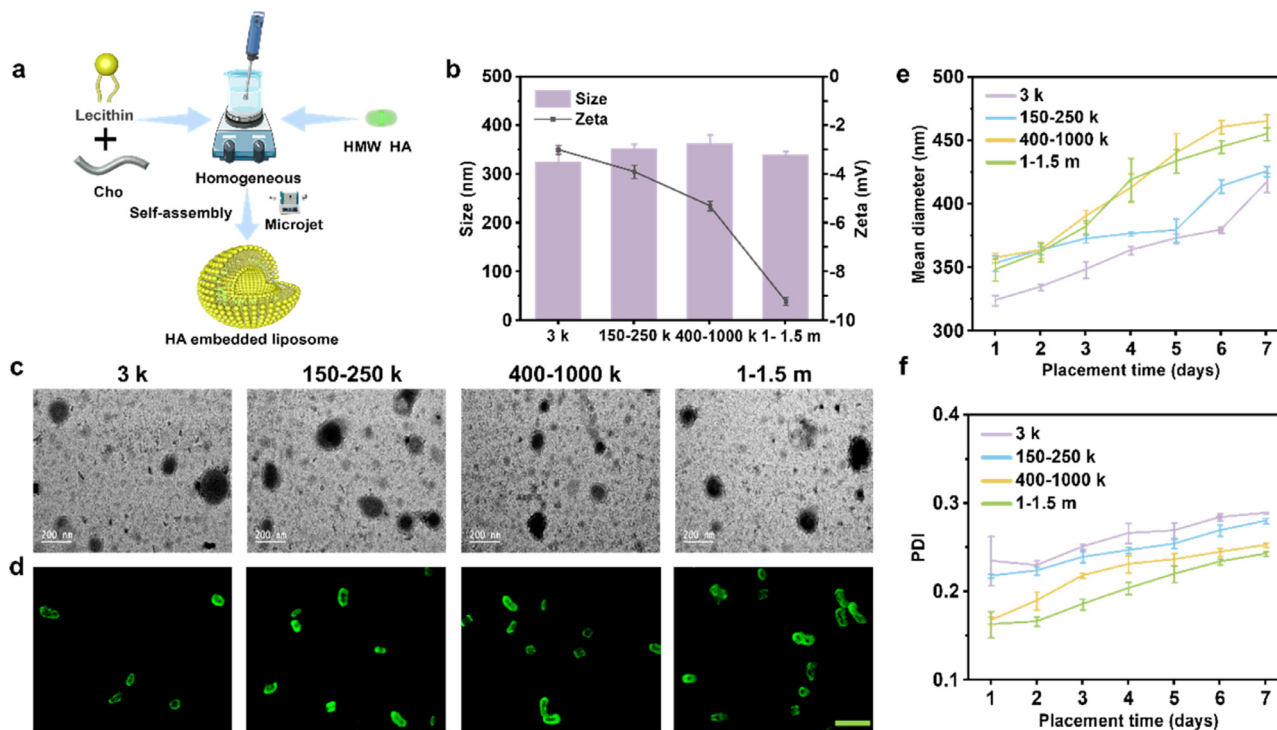 a
Lecithin
Cho
Homogeneous
HMW HA
Self-assembly
Microjet
HA embedded liposome
b
500
400
300
200
100
0
Size (nm)
Size
Zeta
0
-2
-4
-6
-8
-10
Zeta (mV)
3 k
150-250 k
400-1000 k
1- 1.5 m
c
3 k
150-250 k
400-1000 k
1-1.5 m
200 nm
200 nm
200 nm
200 nm
d
e
500
450
400
350
300
Mean diameter (nm)
3 k
150-250 k
400-1000 k
1-1.5 m
1 2 3 4 5 6 7
Placement time (days)
f
0.4
0.3
0.2
0.1
PDI
3 k
150-250 k
400-1000 k
1-1.5 m
1 2 3 4 5 6 7
Placement time (days)